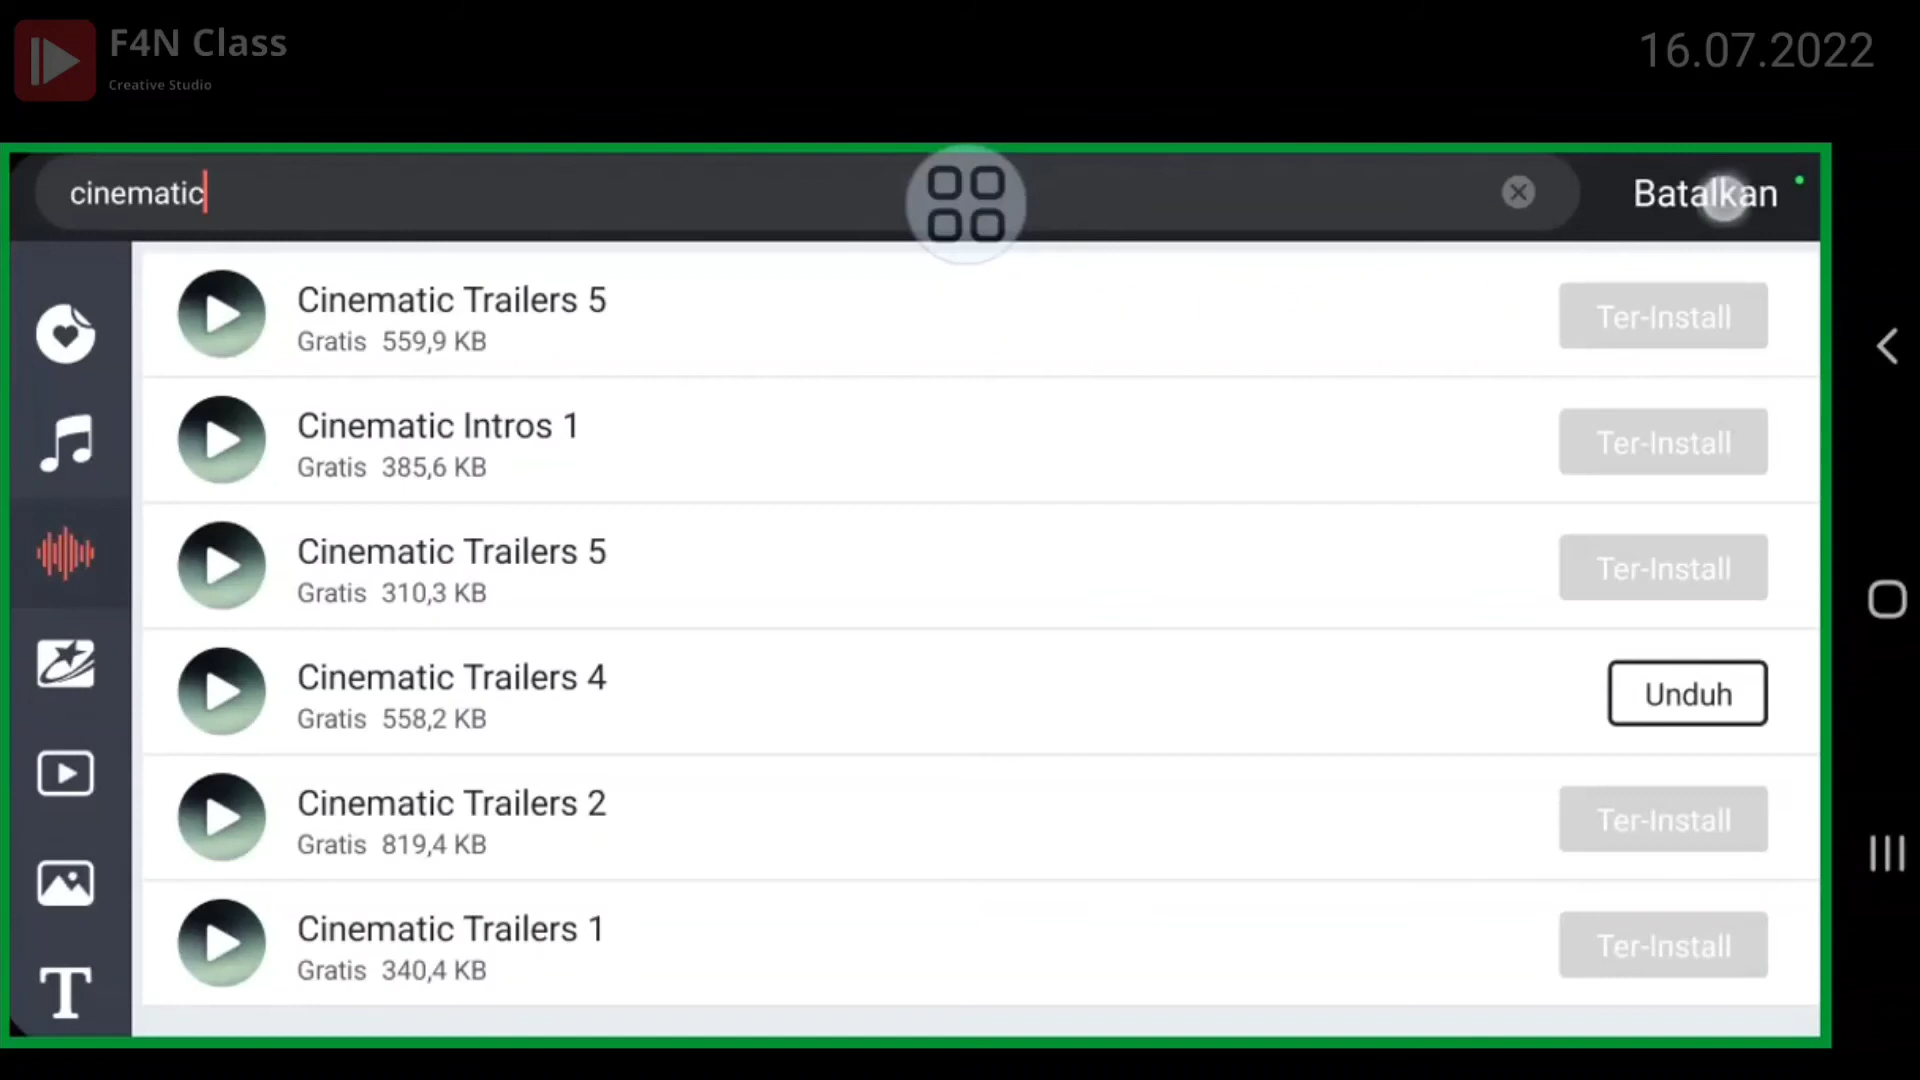 F4N Class
Creative Studio
16.07.2022
cinematic
Batalkan
Cinematic Trailers 5
Gratis 559,9 KB
Ter-Install
Cinematic Intros 1
Gratis 385,6 KB
Ter-Install
Cinematic Trailers 5
Gratis 310,3 KB
Ter-Install
Cinematic Trailers 4
Gratis 558,2 KB
Unduh
Cinematic Trailers 2
Gratis 819,4 KB
Ter-Install
Cinematic Trailers 1
Gratis 340,4 KB
Ter-Install